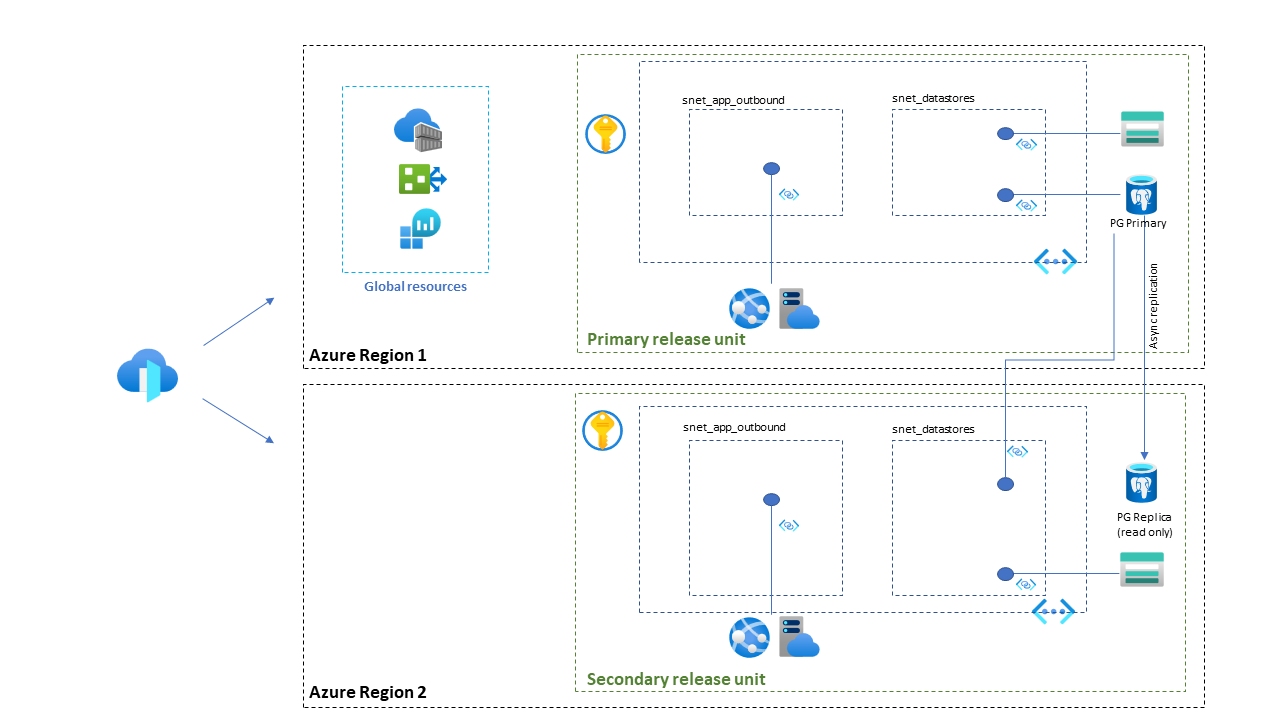 snet_app_outbound
snet_datastores
PG Primary
Global resources
Async replication
Primary release unit
Azure Region 1
snet_app_outbound
snet_datastores
PG Replica
(read only)
Secondary release unit
Azure Region 2